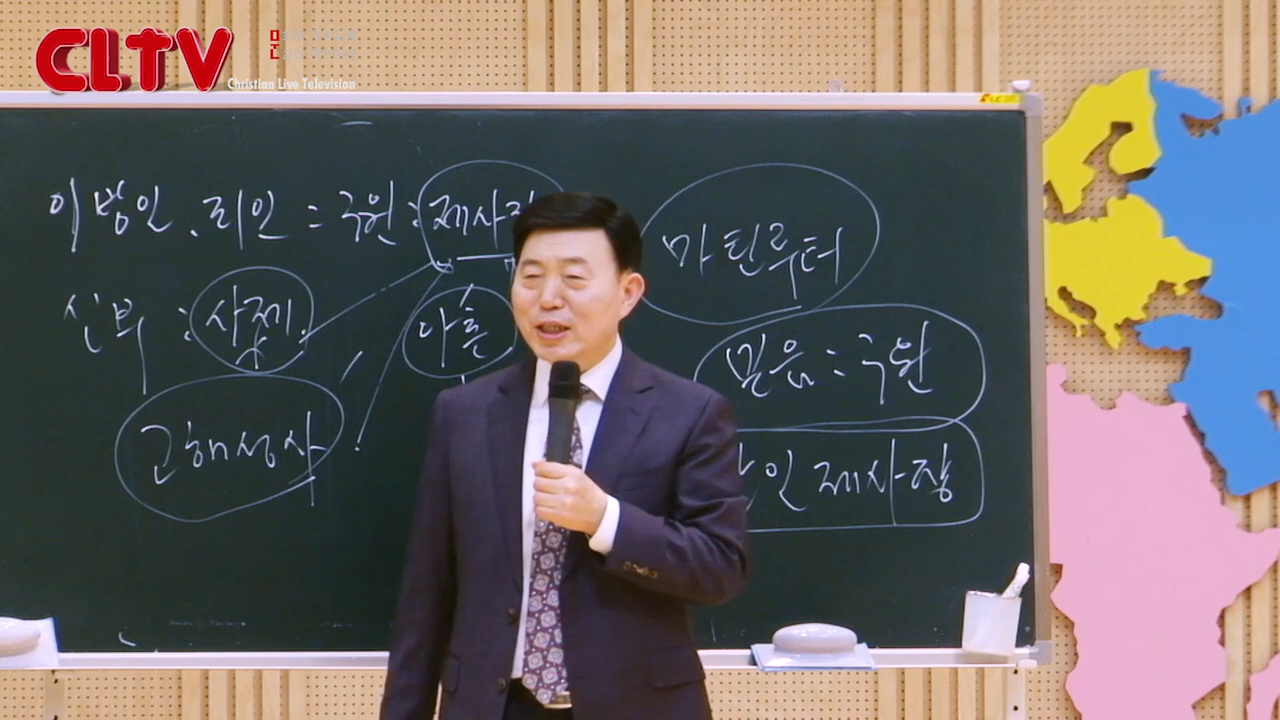 CLTV
Christian Live Television
이방인. 죄인 = 구원 : 제사장
마틴루터
신부 : 사제.
아론
믿음 = 구원
고해성사
인 제사장